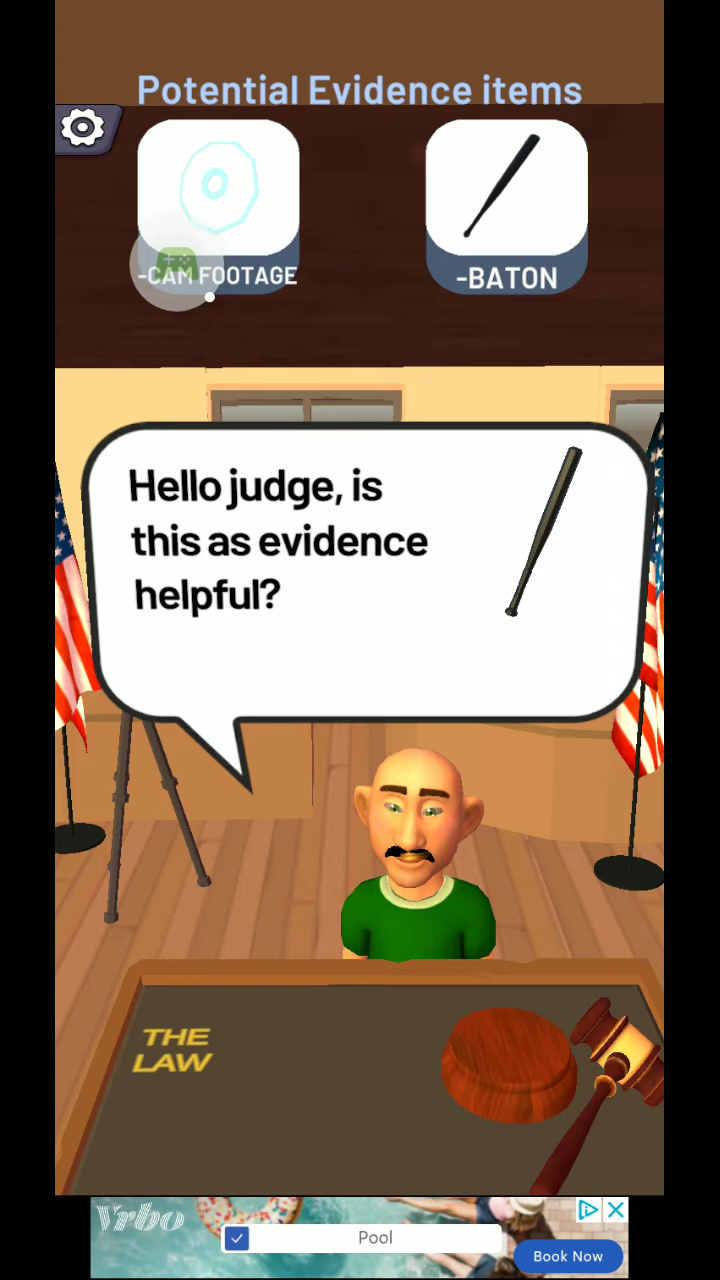 Potential Evidence items
-CAM FOOTAGE
-BATON
Hello judge, is
this as evidence
helpful?
THE
LAW
Vrbo
Pool
Book Now